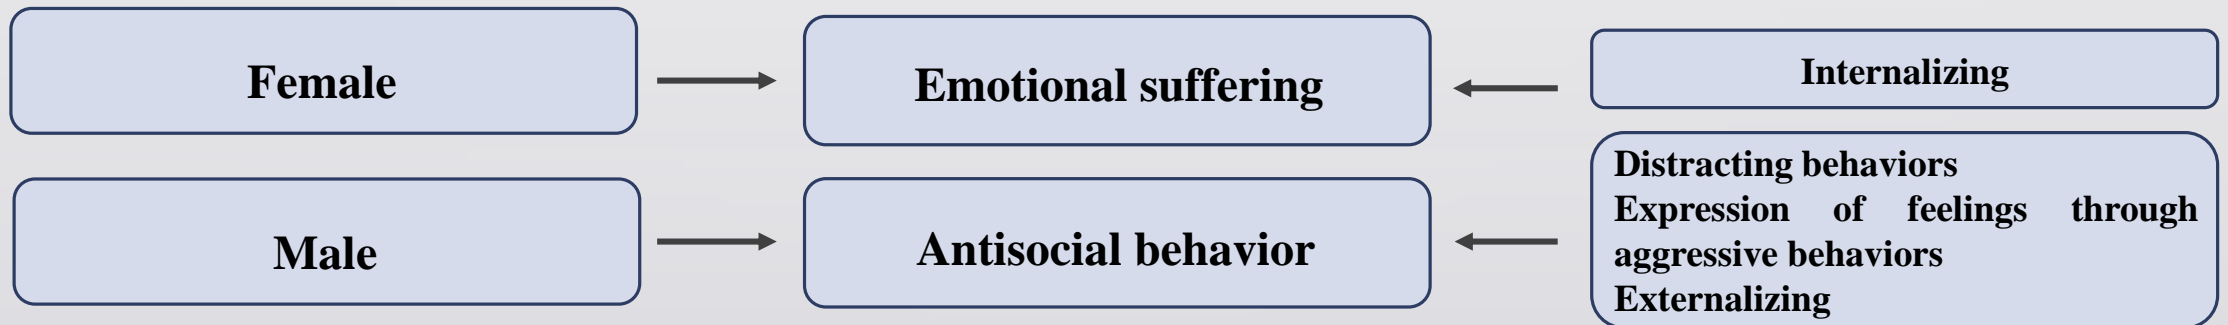 Female
Emotional suffering
Internalizing
Male
Antisocial behavior
Distracting behaviors
Expression of feelings through
aggressive behaviors
Externalizing